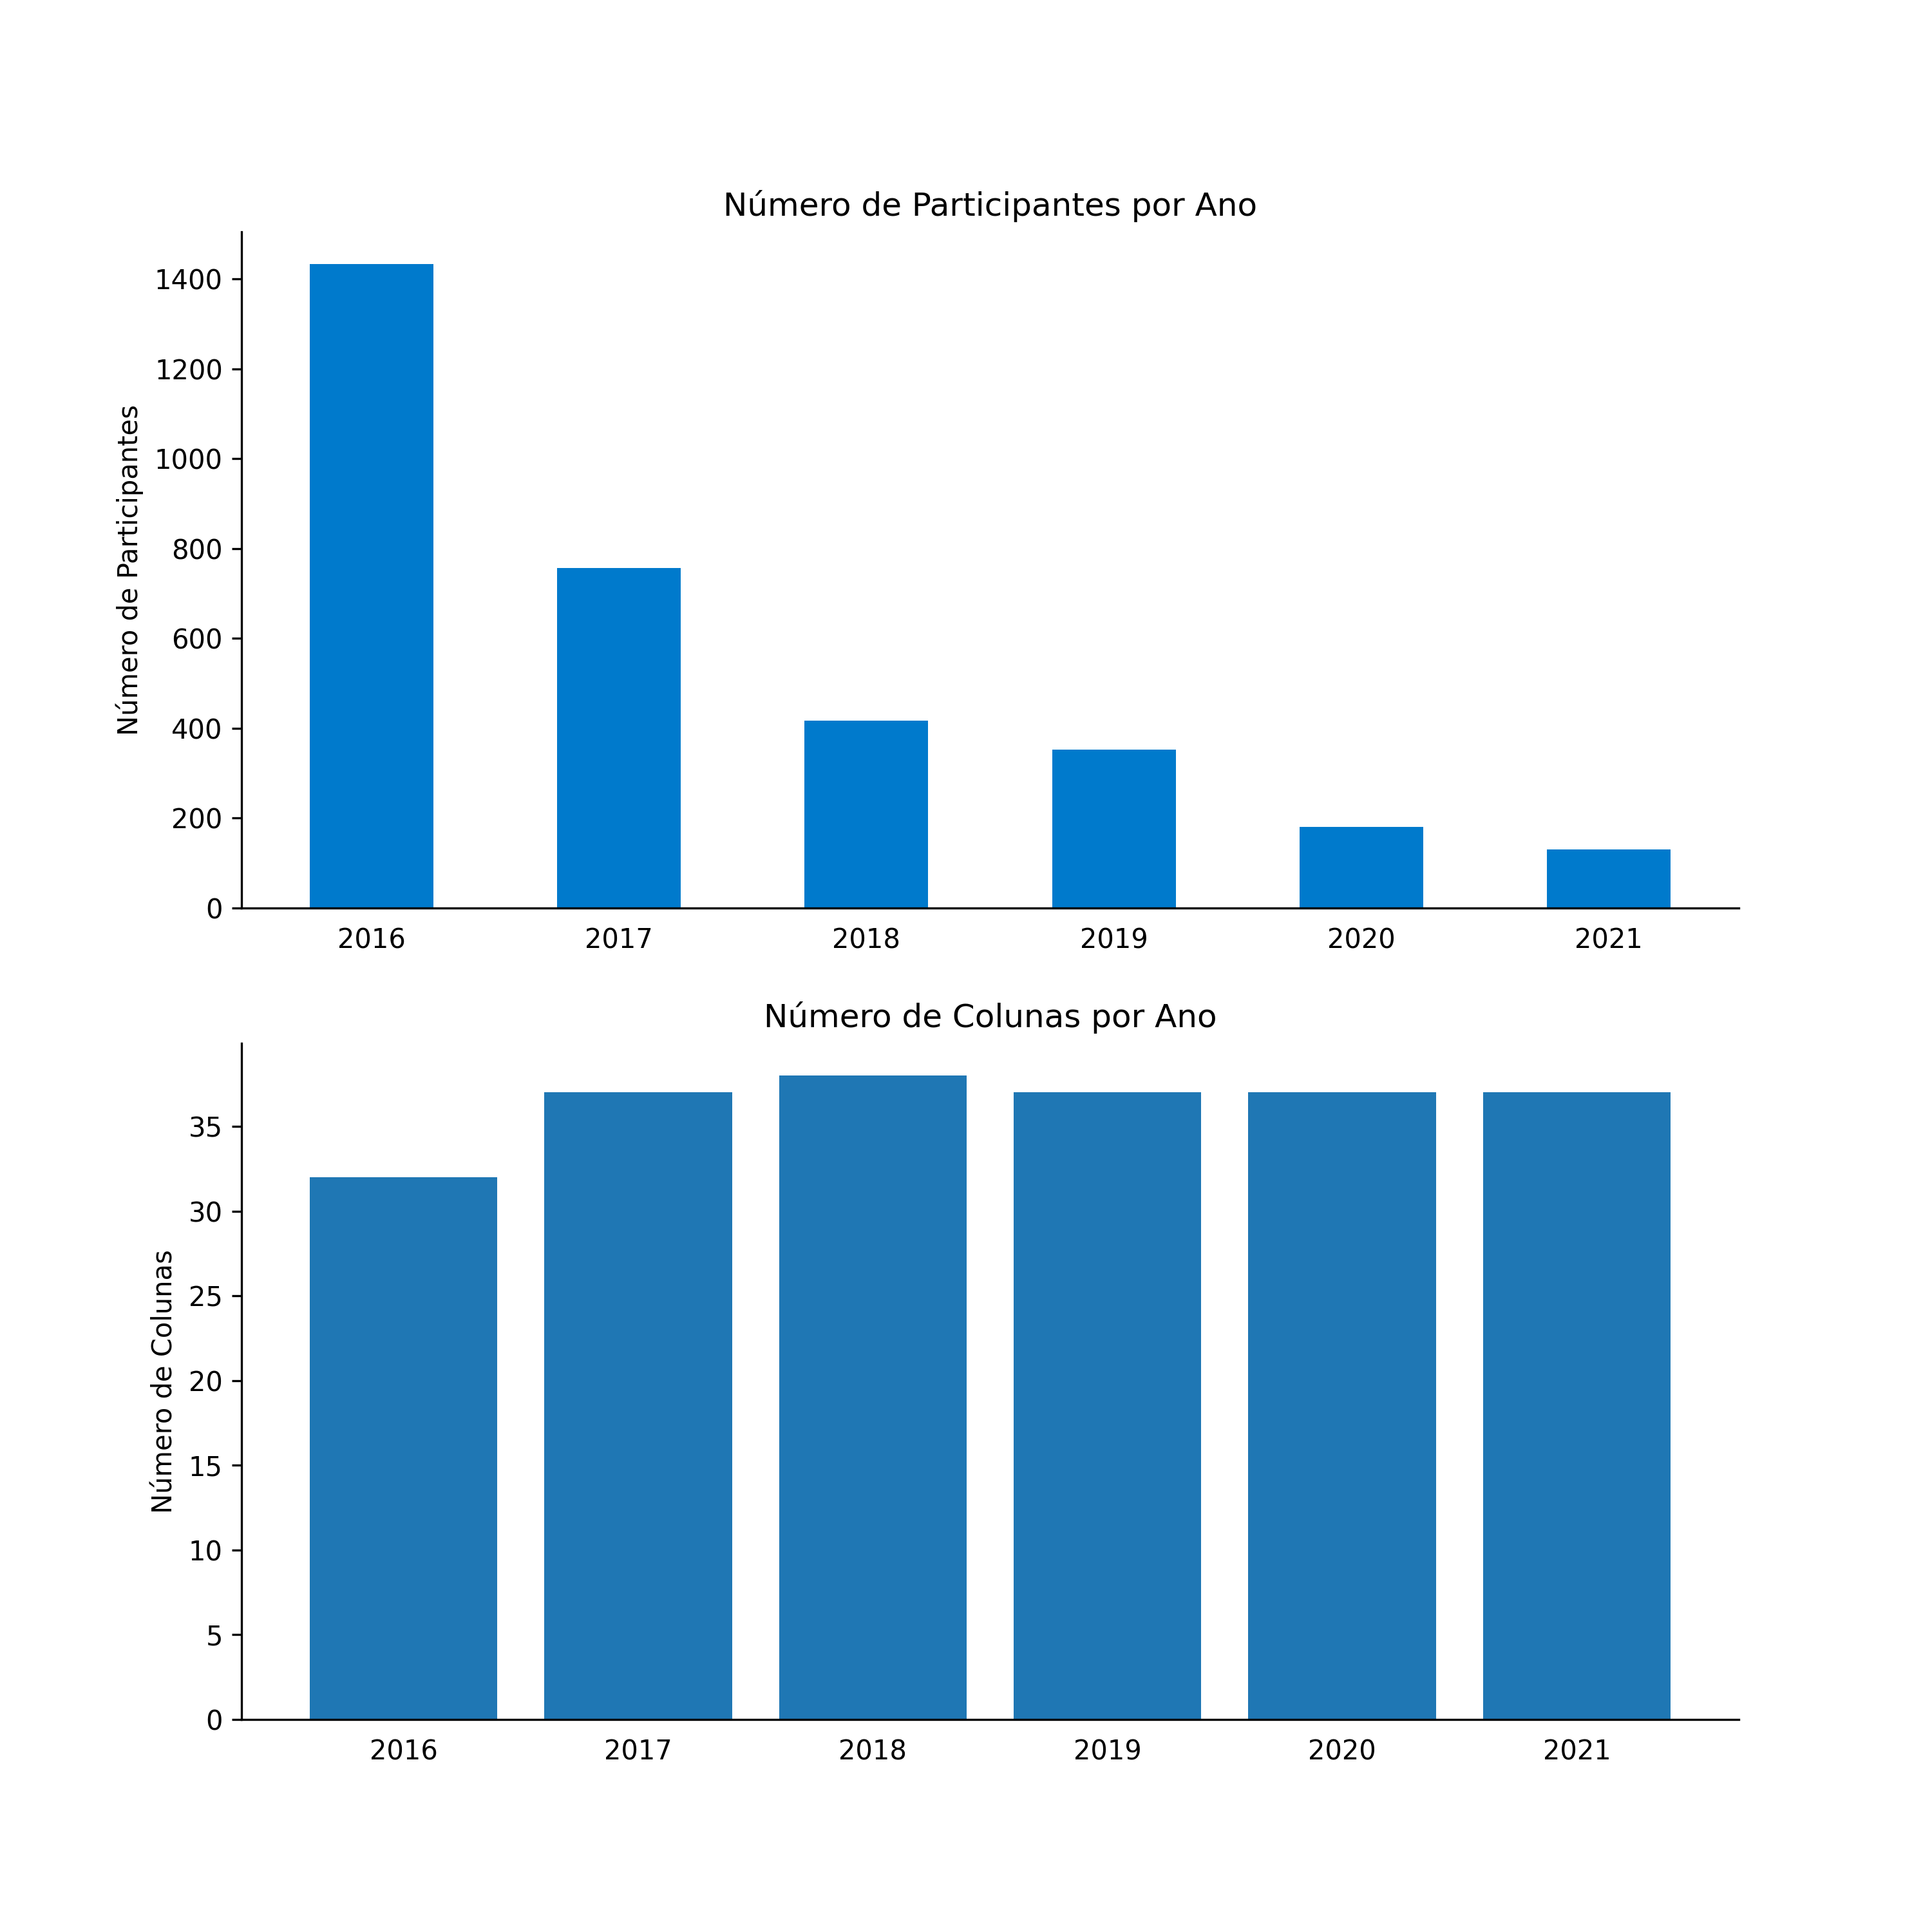 Número de Participantes por Ano
Número de Participantes
1400
1200
1000
800
600
400
200
0
2016 2017 2018 2019 2020 2021
Número de Colunas por Ano
Número de Colunas
35
30
25
20
15
10
5
0
2016 2017 2018 2019 2020 2021